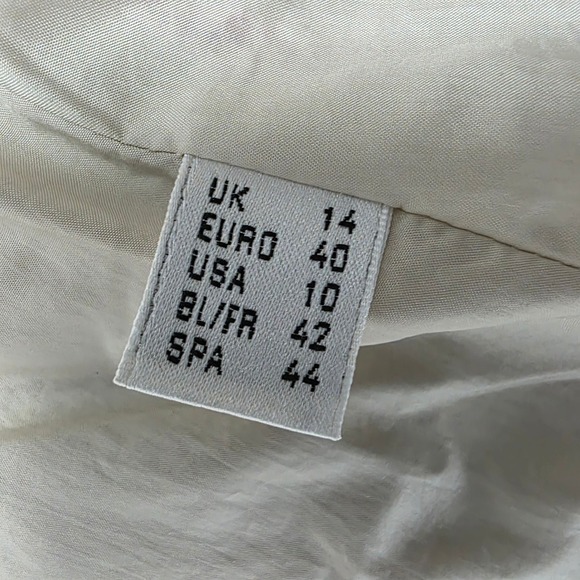 UK 14
EURO 40
USA 10
BL/FR 42
SPA 44